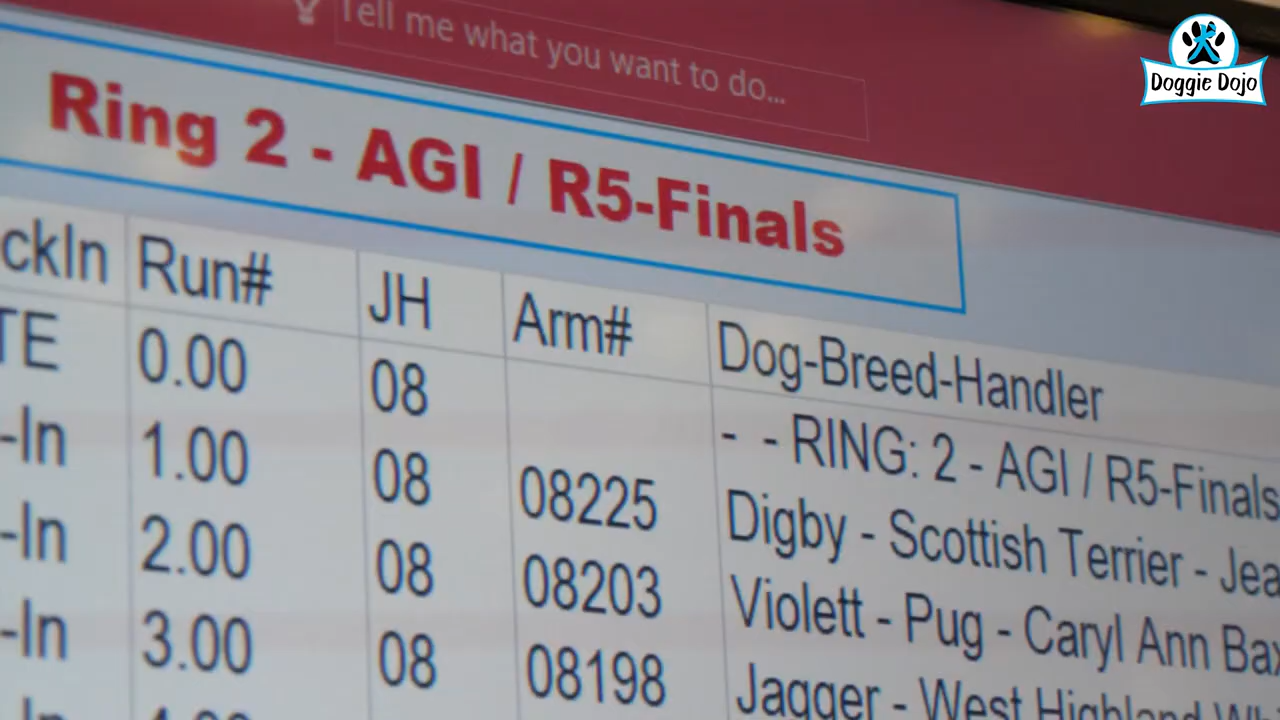 Tell me what you want to do...
Doggie Dojo
Ring 2 - AGI / R5-Finals
ckIn Run# JH Arm# Dog-Breed-Handler
TE 0.00 08 - - RING: 2 - AGI / R5-Finals
-In 1.00 08 08225 Digby - Scottish Terrier - Jea
-In 2.00 08 08203 Violett - Pug - Caryl Ann Bax
-In 3.00 08 08198 Jagger - West Highland Whi